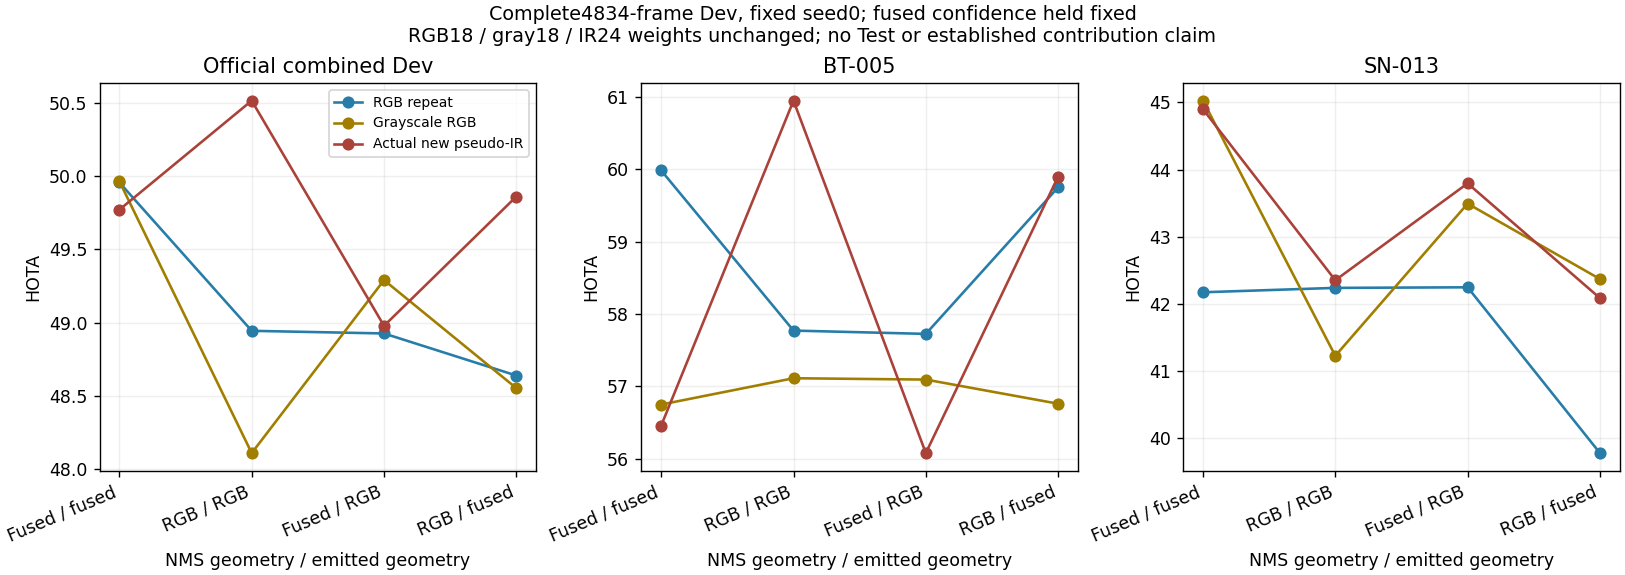 Complete4834-frame Dev, fixed seed0; fused confidence held fixed
RGB18 / gray18 / IR24 weights unchanged; no Test or established contribution claim
Official combined Dev
HOTA
50.5
50.0
49.5
49.0
48.5
48.0
RGB repeat
Grayscale RGB
Actual new pseudo-IR
Fused / fused
RGB / RGB
Fused / RGB
RGB / fused
NMS geometry / emitted geometry
BT-005
HOTA
61
60
59
58
57
56
Fused / fused
RGB / RGB
Fused / RGB
RGB / fused
NMS geometry / emitted geometry
SN-013
HOTA
45
44
43
42
41
40
Fused / fused
RGB / RGB
Fused / RGB
RGB / fused
NMS geometry / emitted geometry